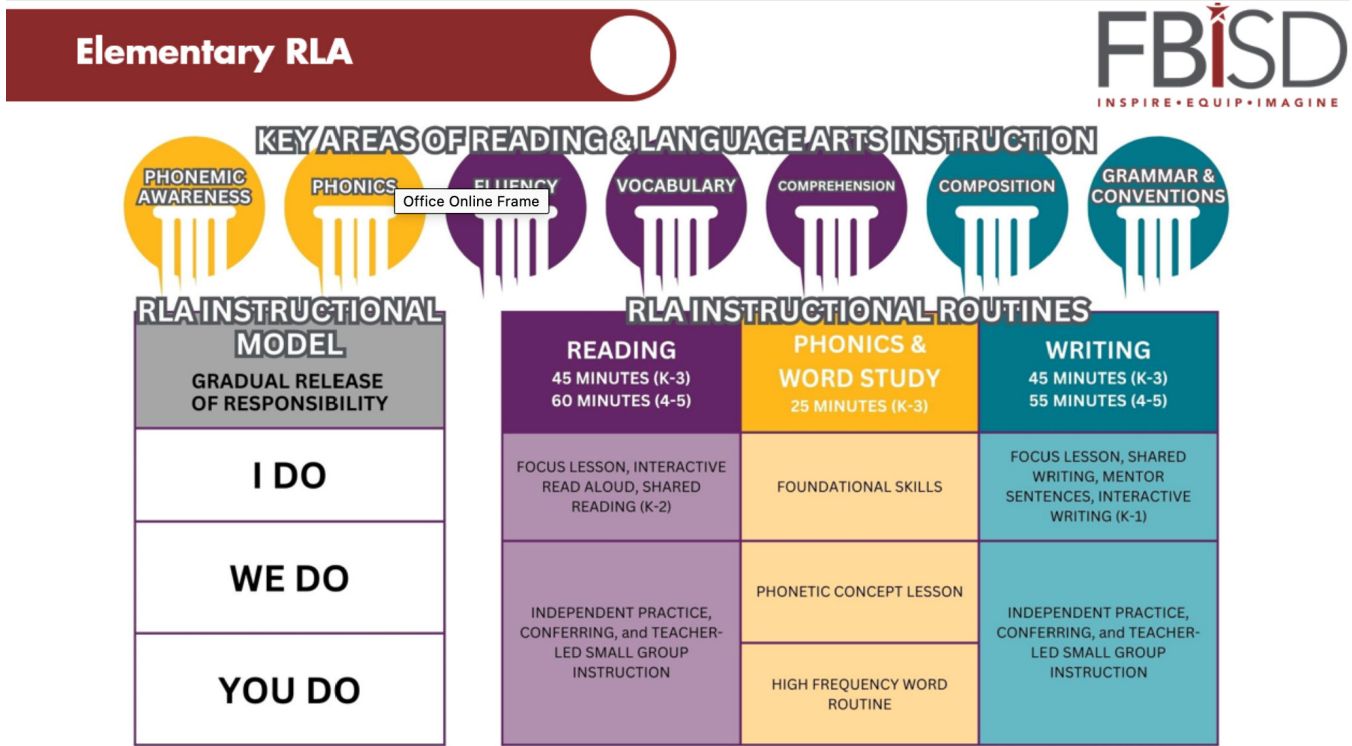 Elementary RLA
FBISD
INSPIRE•EQUIP•IMAGINE
KEY AREAS OF READING & LANGUAGE ARTS INSTRUCTION
PHONEMIC
AWARENESS
PHONICS
FLUENCY
Office Online Frame
VOCABULARY
COMPREHENSION
COMPOSITION
GRAMMAR &
CONVENTIONS
RLA INSTRUCTIONAL
MODEL
GRADUAL RELEASE
OF RESPONSIBILITY
I DO
WE DO
YOU DO
RLA INSTRUCTIONAL ROUTINES
READING
45 MINUTES (K-3)
60 MINUTES (4-5)
PHONICS &
WORD STUDY
25 MINUTES (K-3)
WRITING
45 MINUTES (K-3)
55 MINUTES (4-5)
FOCUS LESSON, INTERACTIVE
READ ALOUD, SHARED
READING (K-2)
FOUNDATIONAL SKILLS
FOCUS LESSON, SHARED
WRITING, MENTOR
SENTENCES, INTERACTIVE
WRITING (K-1)
INDEPENDENT PRACTICE,
CONFERRING, and TEACHER-
LED SMALL GROUP
INSTRUCTION
PHONETIC CONCEPT LESSON
HIGH FREQUENCY WORD
ROUTINE
INDEPENDENT PRACTICE,
CONFERRING, and TEACHER-
LED SMALL GROUP
INSTRUCTION